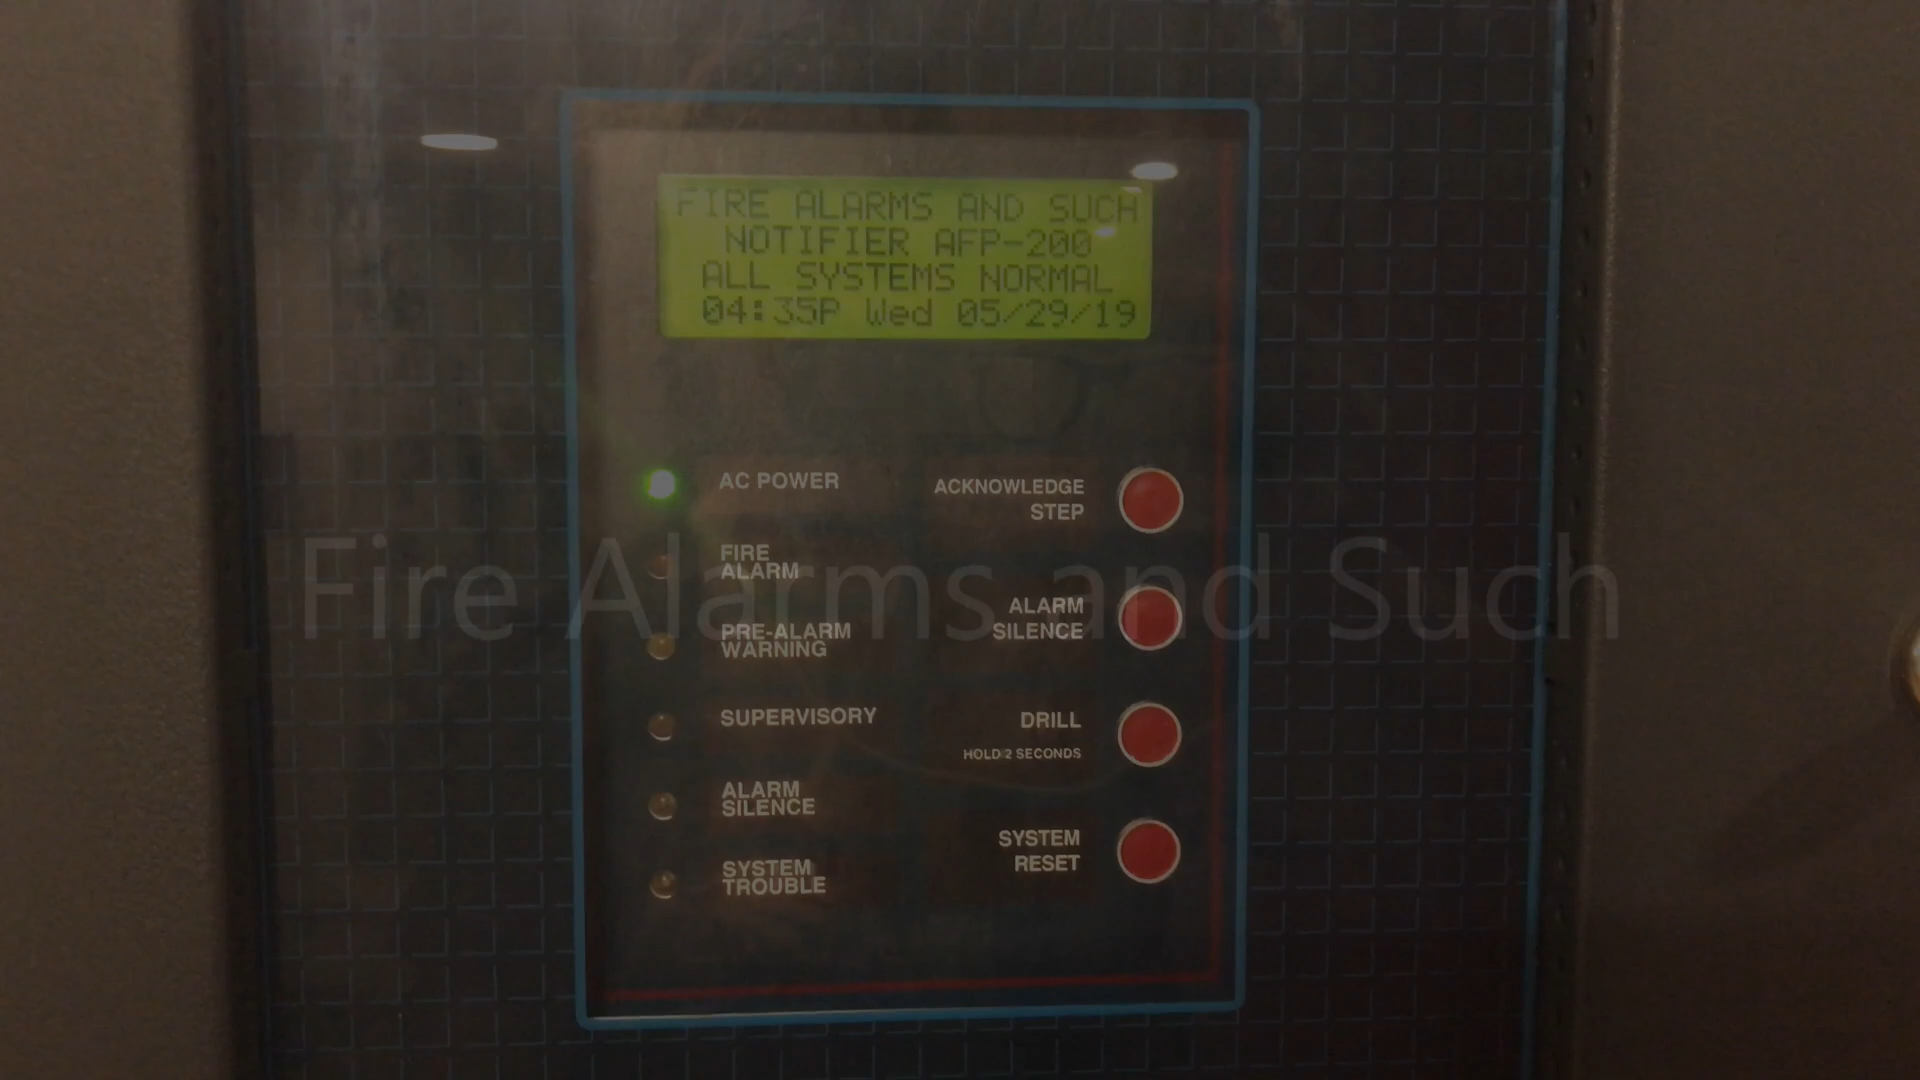 FIRE ALARMS AND SUCH
NOTIFIER AFP-200
ALL SYSTEMS NORMAL
04:35P Wed 05/29/19
AC POWER
FIRE
ALARM
PRE-ALARM
WARNING
SUPERVISORY
ALARM
SILENCE
SYSTEM
TROUBLE
ACKNOWLEDGE
STEP
ALARM
SILENCE
DRILL
HOLD 2 SECONDS
SYSTEM
RESET
Fire Alarms and Such